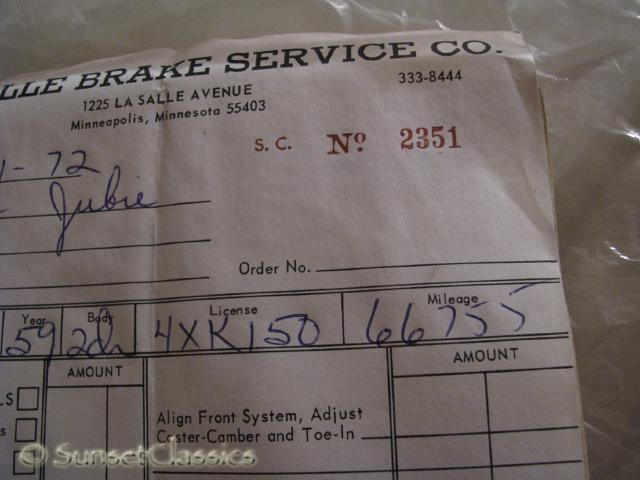 LLE BRAKE SERVICE CO.
1225 LA SALLE AVENUE 333-8444
Minneapolis, Minnesota 55403
S. C. Nº 2351
1-72
Jubie
Order No.
Year Body License Mileage
59 2dr 4XK150 66755
AMOUNT AMOUNT
LS
Align Front System, Adjust
s Caster-Camber and Toe-In
© SunsetClassics